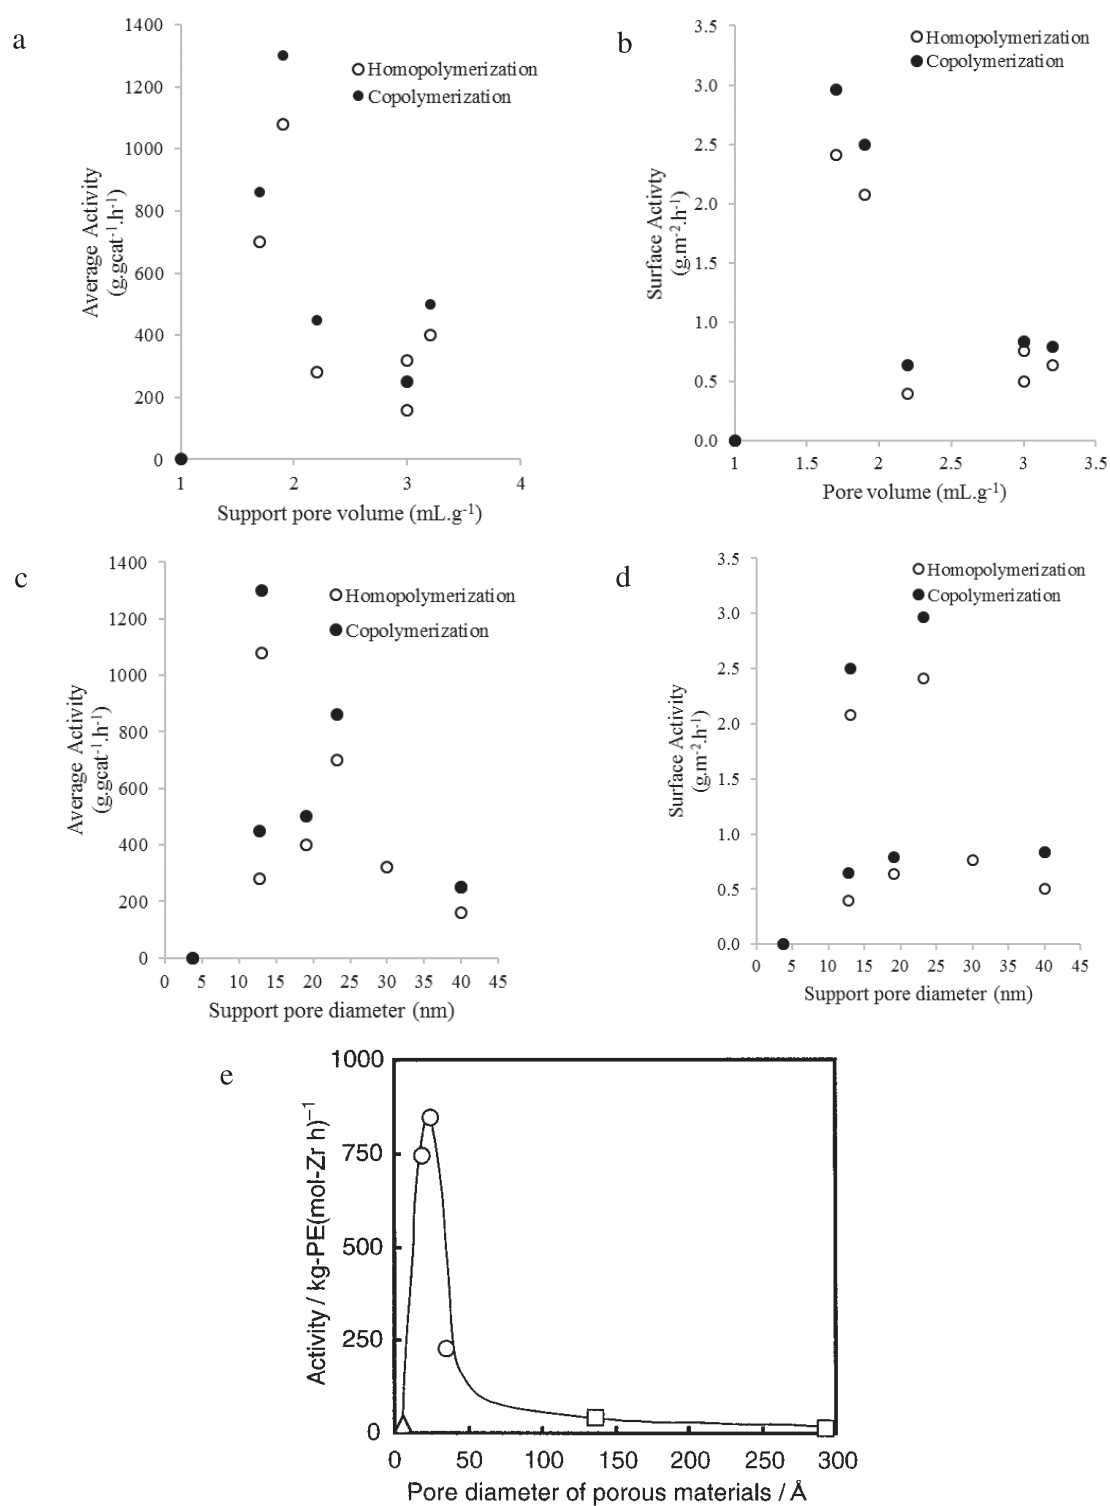 a
1400
1200
1000
800
600
400
200
0
1
2
3
4
Average Activity
(g.gcat-1.h-1)
Homopolymerization
Copolymerization
Support pore volume (mL.g-1)
b
3.5
3.0
2.5
2.0
1.5
1.0
0.5
0.0
1
1.5
2
2.5
3
3.5
Surface Activty
(g.m-2.h-1)
Homopolymerization
Copolymerization
Pore volume (mL.g-1)
c
1400
1200
1000
800
600
400
200
0
0 5 10 15 20 25 30 35 40 45
Average Activity
(g.gcat-1.h-1)
Homopolymerization
Copolymerization
Support pore diameter (nm)
d
3.5
3.0
2.5
2.0
1.5
1.0
0.5
0.0
0 5 10 15 20 25 30 35 40 45
Surface Activity
(g.m-2.h-1)
Homopolymerization
Copolymerization
Support pore diameter (nm)
e
1000
750
500
250
0
0 50 100 150 200 250 300
Activity / kg-PE(mol-Zr h)-1
Pore diameter of porous materials / Å